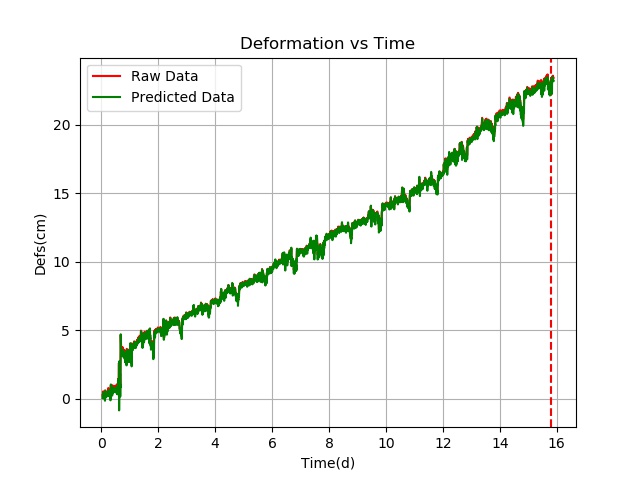 Deformation vs Time
Raw Data
Predicted Data
Defs(cm)
20
15
10
5
0
0 2 4 6 8 10 12 14 16
Time(d)